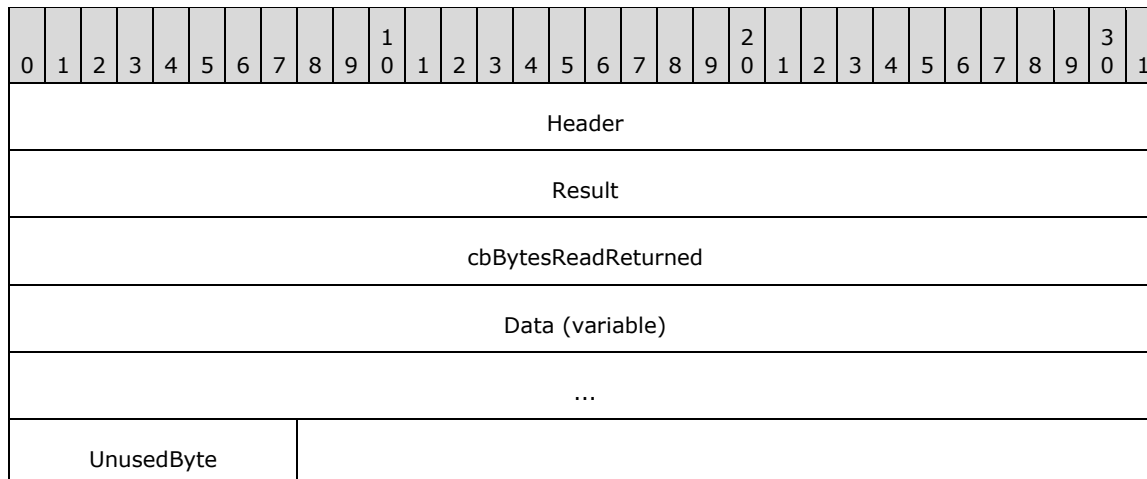 1 2 3
0 1 2 3 4 5 6 7 8 9 0 1 2 3 4 5 6 7 8 9 0 1 2 3 4 5 6 7 8 9 0 1
Header
Result
cbBytesReadReturned
Data (variable)
...
UnusedByte